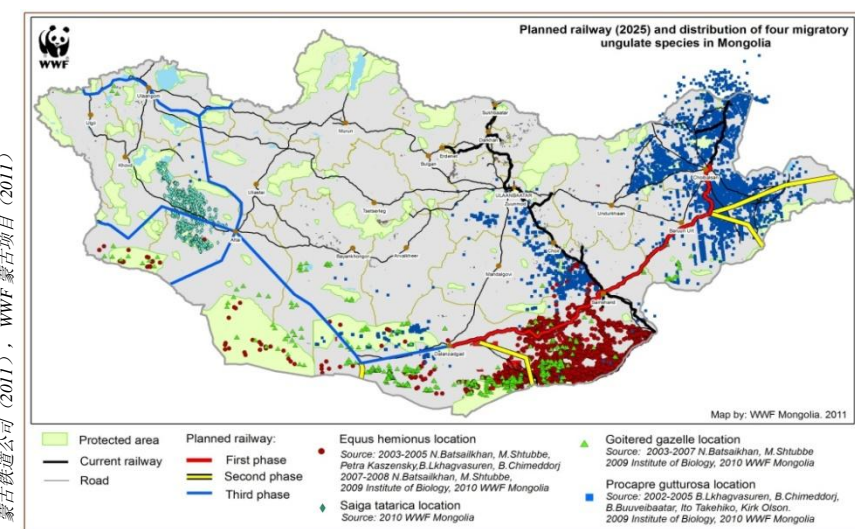 Planned railway (2025) and distribution of four migratory
ungulate species in Mongolia
WWF
Ulaangom
Ulgii
Khovd
Murun
Sukhbaatar
Darkhan
Erdenet
Bulgan
Uliastai
Tsetserleg
ULAANBAATAR
Zuunmod
Undurkhaan
Choibalsan
Baruun Urt
Altai
Bayankhongor
Arvaikheer
Mandalgovi
Choir
Sainshand
Dalanzadgad
Map by: WWF Mongolia. 2011
蒙古铁道公司（2011），WWF 蒙古项目（2011）
Protected area
Current railway
Road
Planned railway:
First phase
Second phase
Third phase
Equus hemionus location
Source: 2003-2005 N.Batsaikhan, M.Shtubbe,
Petra Kaszensky,B.Lkhagvasuren, B.Chimeddorj
2007-2008 N.Batsaikhan, M.Shtubbe,
2009 Institute of Biology, 2010 WWF Mongolia
Saiga tatarica location
Source: 2010 WWF Mongolia
Goitered gazelle location
Source: 2003-2007 N.Batsaikhan, M.Shtubbe
2009 Institute of Biology, 2010 WWF Mongolia
Procapre gutturosa location
Source: 2002-2005 B.Lkhagvasuren, B.Chimeddorj,
B.Buuveibaatar, Ito Takehiko, Kirk Olson.
2009 Institute of Biology, 2010 WWF Mongolia